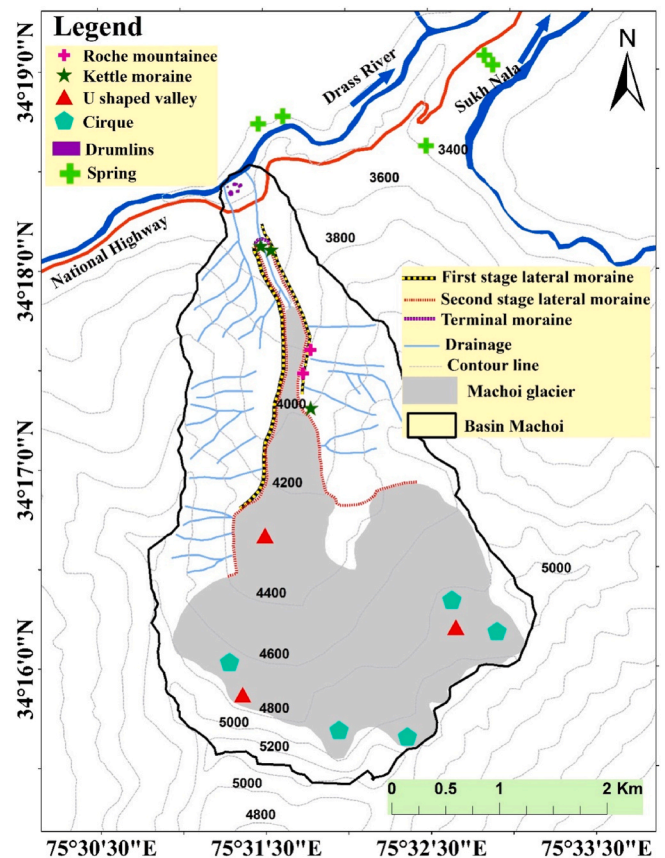 Legend
Roche mountainee
Kettle moraine
U shaped valley
Cirque
Drumlins
Spring
Drass River
Sukh Nala
N
National Highway
3400
3600
3800
First stage lateral moraine
Second stage lateral moraine
Terminal moraine
Drainage
Contour line
Machoi glacier
Basin Machoi
4000
4200
4400
4600
4800
5000
5200
5000
4800
5000
0 0.5 1 2 Km
34°19'0"N
34°18'0"N
34°17'0"N
34°16'0"N
75°30'30"E
75°31'30"E
75°32'30"E
75°33'30"E